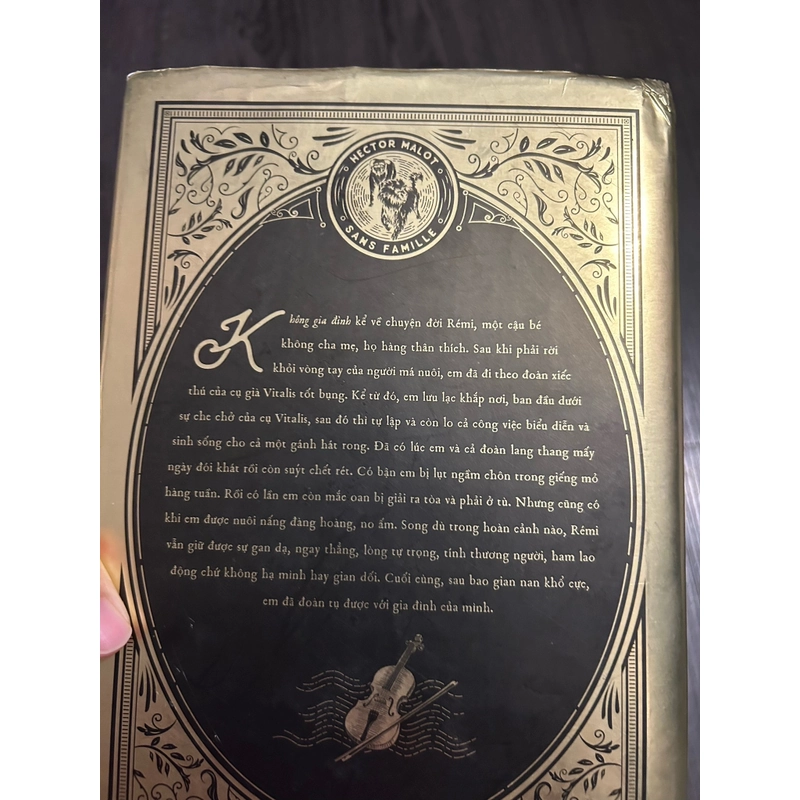 HECTOR MALOT
SANS FAMILLE
Không gia đình kể về chuyện đời Rémi, một cậu bé
không cha mẹ, họ hàng thân thích. Sau khi phải rời
khỏi vòng tay của người má nuôi, em đã đi theo đoàn xiếc
thú của cụ già Vitalis tốt bụng. Kể từ đó, em lưu lạc khắp nơi, ban đầu dưới
sự che chở của cụ Vitalis, sau đó thì tự lập và còn lo cả công việc biểu diễn và
sinh sống cho cả một gánh hát rong. Đã có lúc em và cả đoàn lang thang mấy
ngày đói khát rồi còn suýt chết rét. Có bận em bị lụt ngầm chôn trong giếng mỏ
hàng tuần. Rồi có lần em còn mắc oan bị giải ra tòa và phải ở tù. Nhưng cũng có
khi em được nuôi nấng đàng hoàng, no ấm. Song dù trong hoàn cảnh nào, Rémi
vẫn giữ được sự gan dạ, ngay thẳng, lòng tự trọng, tính thương người, ham lao
động chứ không hạ mình hay gian dối. Cuối cùng, sau bao gian nan khổ cực,
em đã đoàn tụ được với gia đình của mình.